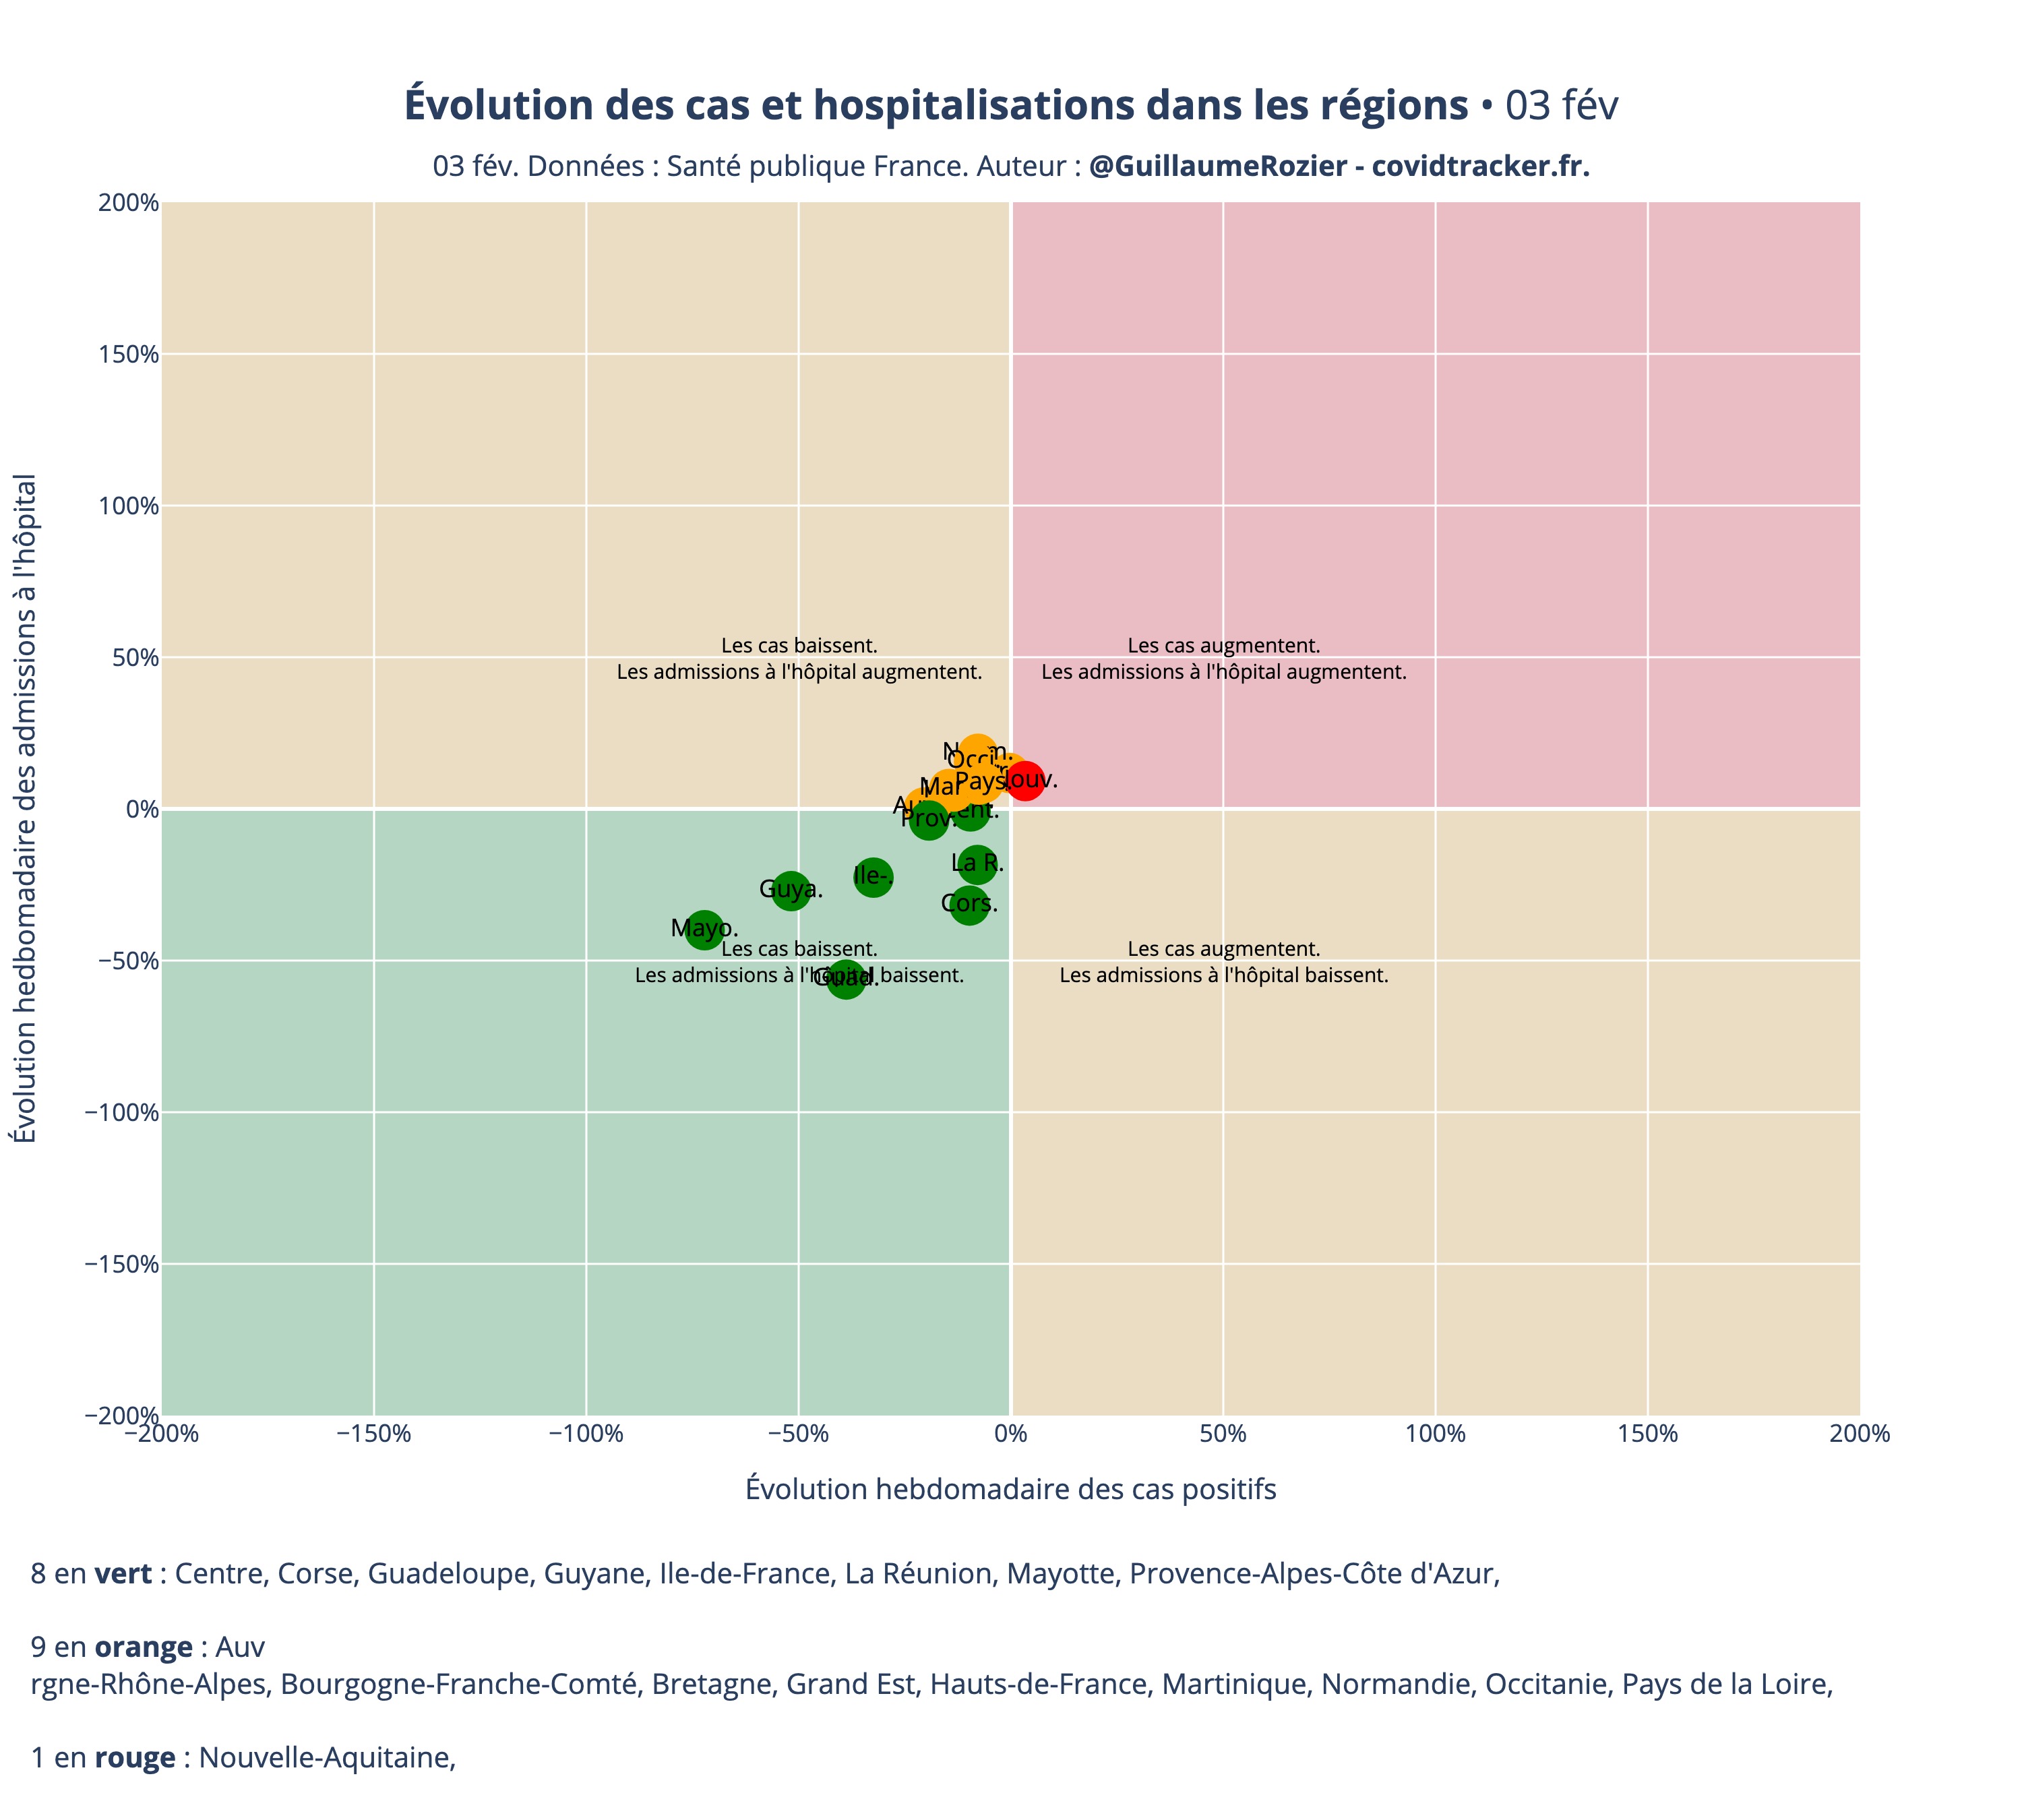 Évolution des cas et hospitalisations dans les régions • 03 fév
03 fév. Données : Santé publique France. Auteur : @GuillaumeRozier - covidtracker.fr.
Évolution hedbomadaire des admissions à l'hôpital
200%
150%
100%
50%
0%
−50%
−100%
−150%
−200%
Les cas baissent.
Les admissions à l'hôpital augmentent.
Les cas augmentent.
Les admissions à l'hôpital augmentent.
Occi.
Pays.
Prov.
La R.
Ile-.
Guya.
Cors.
Mayo.
Les cas baissent.
Les admissions à l'hôpital baissent.
Guad.
Les cas augmentent.
Les admissions à l'hôpital baissent.
−200%
−150%
−100%
−50%
0%
50%
100%
150%
200%
Évolution hebdomadaire des cas positifs
8 en vert : Centre, Corse, Guadeloupe, Guyane, Ile-de-France, La Réunion, Mayotte, Provence-Alpes-Côte d'Azur,
9 en orange : Auv
rgne-Rhône-Alpes, Bourgogne-Franche-Comté, Bretagne, Grand Est, Hauts-de-France, Martinique, Normandie, Occitanie, Pays de la Loire,
1 en rouge : Nouvelle-Aquitaine,